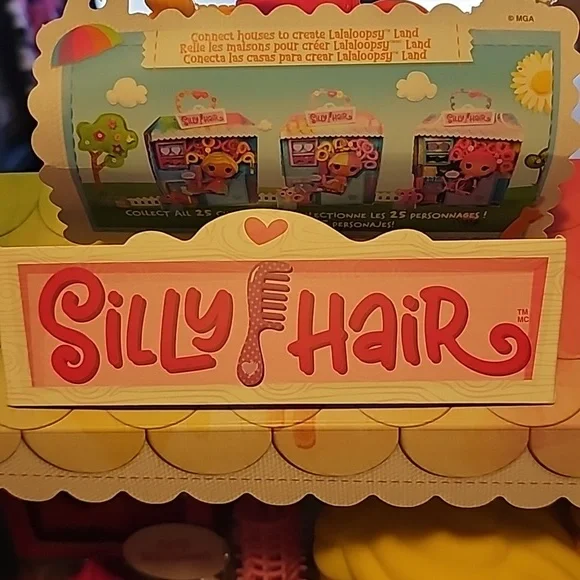 Connect houses to create Lalaloopsy™ Land
© MGA
Relie les maisons pour créer Lalaloopsy™ Land
Conecta las casas para crear Lalaloopsy™ Land
SILLY HAIR
SILLY HAIR
SILLY HAIR
COLLECT ALL 25
LES 25 PERSONNAGES !
PERSONAJES!
SILLY HAIR
TM
MC